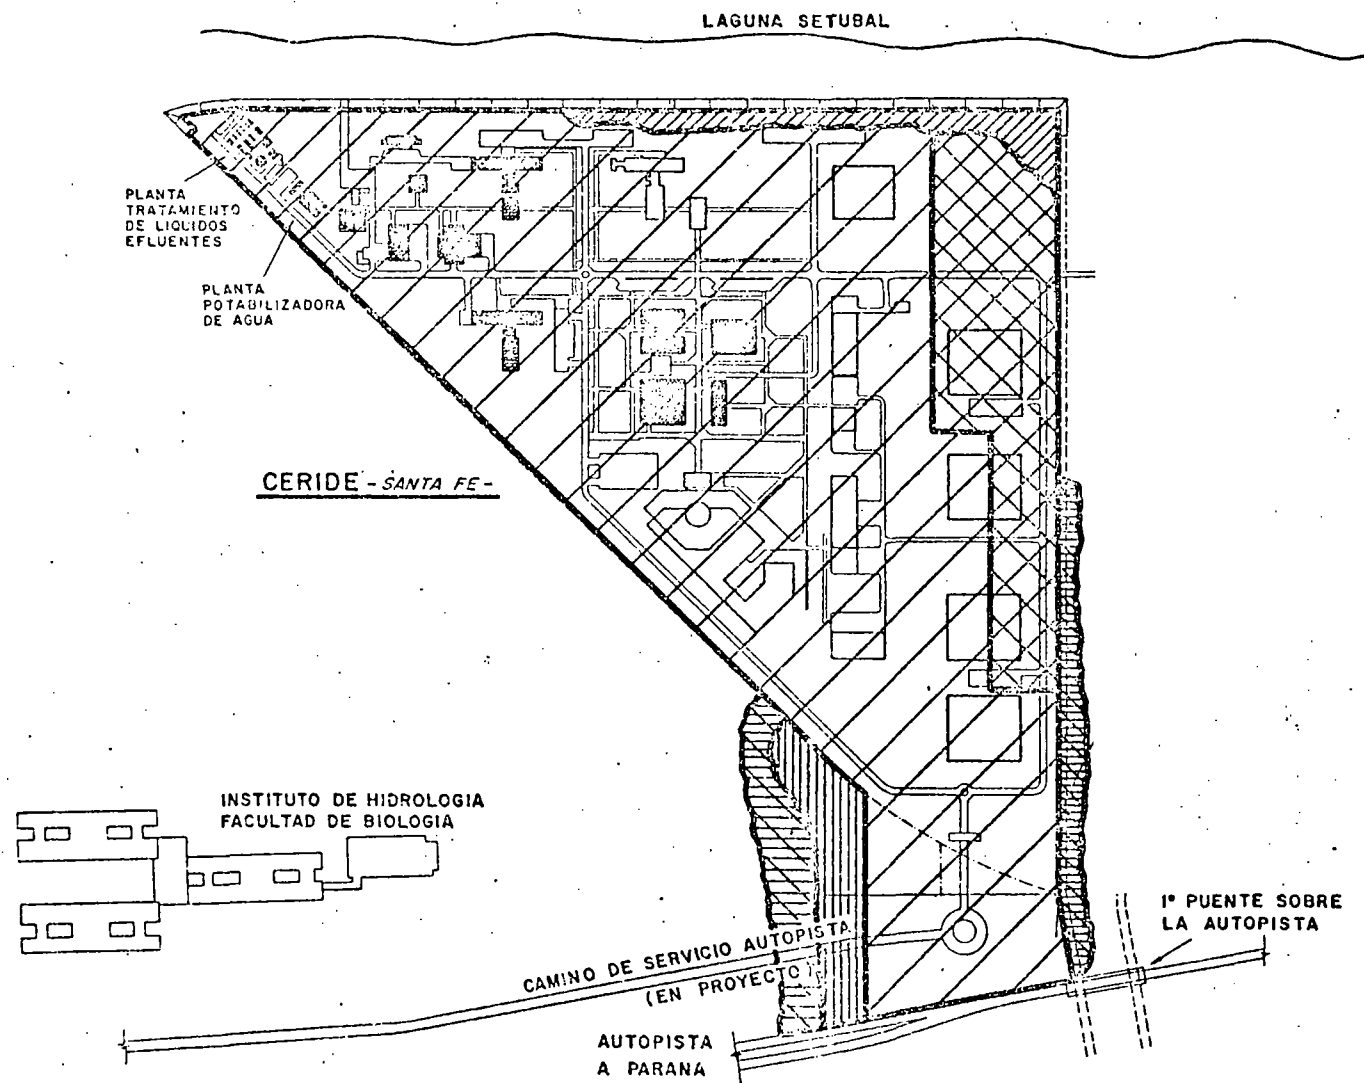 LAGUNA SETUBAL
PLANTA
TRATAMIENTO
DE LIQUIDOS
EFLUENTES
PLANTA
POTABILIZADORA
DE AGUA
CERIDE - SANTA FE -
INSTITUTO DE HIDROLOGIA
FACULTAD DE BIOLOGIA
1º PUENTE SOBRE
LA AUTOPISTA
CAMINO DE SERVICIO AUTOPISTA
(EN PROYECTO)
AUTOPISTA
A PARANA